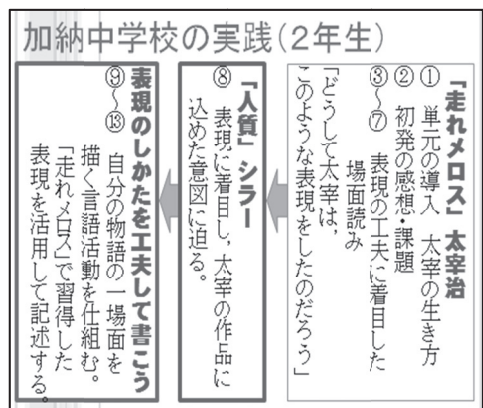 加納中学校の実践(2年生)
「走れメロス」太宰治
① 単元の導入 太宰の生き方
② 初発の感想・課題
③~⑦ 表現の工夫に着目した
場面読み
「どうして太宰は,
このような表現をしたのだろう」
「人質」シラー
⑧ 表現に着目し,太宰の作品に
込めた意図に迫る。
表現のしかたを工夫して書こう
⑨~⑬ 自分の物語の一場面を
描く言語活動を仕組む。
「走れメロス」で習得した
表現を活用して記述する。